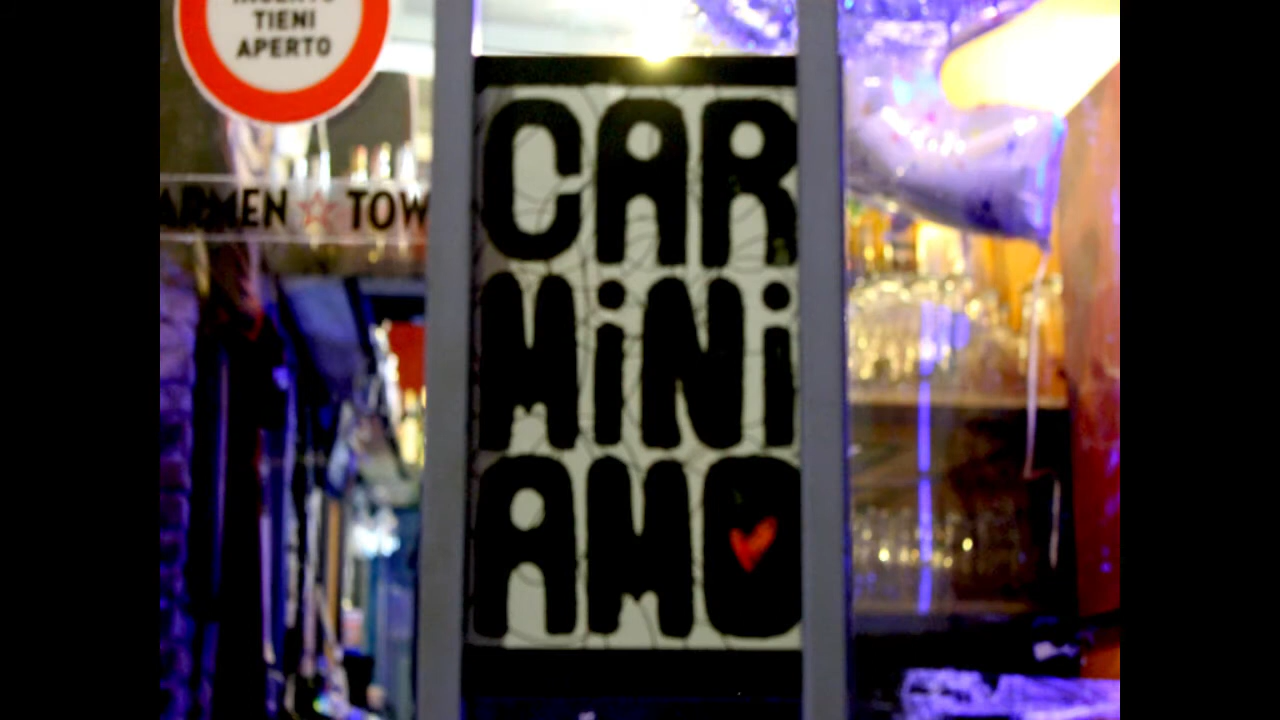 TIENI
APERTO
ARMEN ☆ TOW
CAR
MiNi
AMO